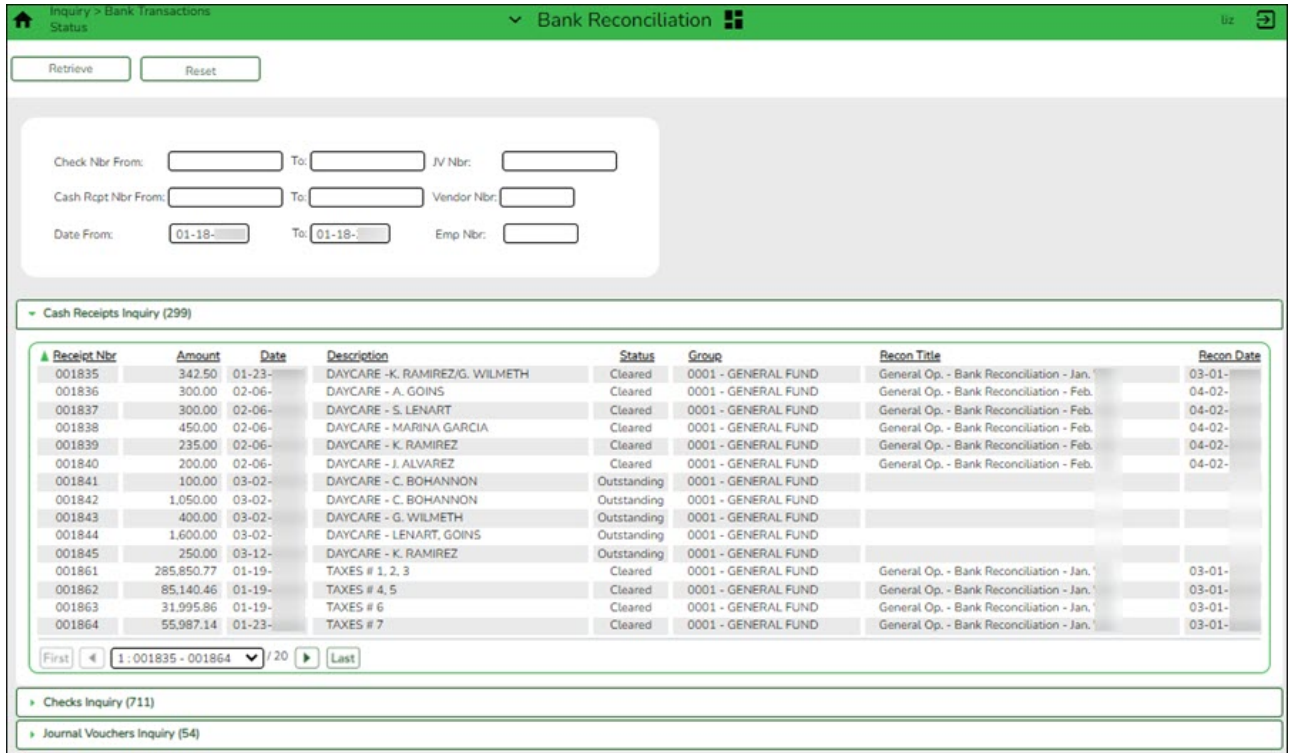 Inquiry > Bank Transactions
Status
Bank Reconciliation
liz
Retrieve Reset
Check Nbr From: To: JV Nbr:
Cash Rcpt Nbr From: To: Vendor Nbr:
Date From: 01-18- To: 01-18- Emp Nbr:
Cash Receipts Inquiry (299)
Receipt Nbr Amount Date Description Status Group Recon Title Recon Date
001835 342.50 01-23- DAYCARE -K. RAMIREZ/G. WILMETH Cleared 0001 - GENERAL FUND General Op. - Bank Reconciliation - Jan. 03-01-
001836 300.00 02-06- DAYCARE - A. GOINS Cleared 0001 - GENERAL FUND General Op. - Bank Reconciliation - Feb. 04-02-
001837 300.00 02-06- DAYCARE - S. LENART Cleared 0001 - GENERAL FUND General Op. - Bank Reconciliation - Feb. 04-02-
001838 450.00 02-06- DAYCARE - MARINA GARCIA Cleared 0001 - GENERAL FUND General Op. - Bank Reconciliation - Feb. 04-02-
001839 235.00 02-06- DAYCARE - K. RAMIREZ Cleared 0001 - GENERAL FUND General Op. - Bank Reconciliation - Feb. 04-02-
001840 200.00 02-06- DAYCARE - J. ALVAREZ Cleared 0001 - GENERAL FUND General Op. - Bank Reconciliation - Feb. 04-02-
001841 100.00 03-02- DAYCARE - C. BOHANNON Outstanding 0001 - GENERAL FUND
001842 1,050.00 03-02- DAYCARE - C. BOHANNON Outstanding 0001 - GENERAL FUND
001843 400.00 03-02- DAYCARE - G. WILMETH Outstanding 0001 - GENERAL FUND
001844 1,600.00 03-02- DAYCARE - LENART, GOINS Outstanding 0001 - GENERAL FUND
001845 250.00 03-12- DAYCARE - K. RAMIREZ Outstanding 0001 - GENERAL FUND
001861 285,850.77 01-19- TAXES # 1, 2, 3 Cleared 0001 - GENERAL FUND General Op. - Bank Reconciliation - Jan. 03-01-
001862 85,140.46 01-19- TAXES # 4, 5 Cleared 0001 - GENERAL FUND General Op. - Bank Reconciliation - Jan. 03-01-
001863 31,995.86 01-19- TAXES # 6 Cleared 0001 - GENERAL FUND General Op. - Bank Reconciliation - Jan. 03-01-
001864 55,987.14 01-23- TAXES # 7 Cleared 0001 - GENERAL FUND General Op. - Bank Reconciliation - Jan. 03-01-
First 1 : 001835 - 001864 / 20 Last
Checks Inquiry (711)
Journal Vouchers Inquiry (54)